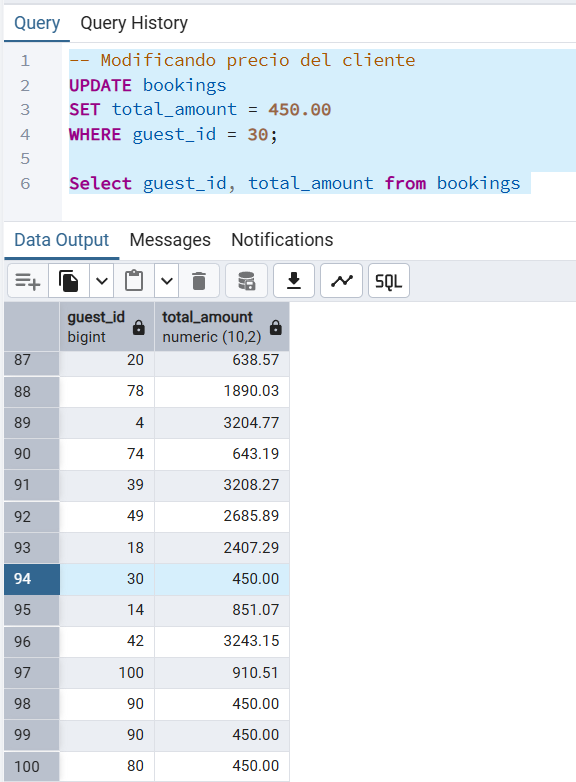 Query Query History
1 -- Modificando precio del cliente
2 UPDATE bookings
3 SET total_amount = 450.00
4 WHERE guest_id = 30;
5
6 Select guest_id, total_amount from bookings
Data Output Messages Notifications
SQL
guest_id total_amount
bigint numeric (10,2)
87 20 638.57
88 78 1890.03
89 4 3204.77
90 74 643.19
91 39 3208.27
92 49 2685.89
93 18 2407.29
94 30 450.00
95 14 851.07
96 42 3243.15
97 100 910.51
98 90 450.00
99 90 450.00
100 80 450.00